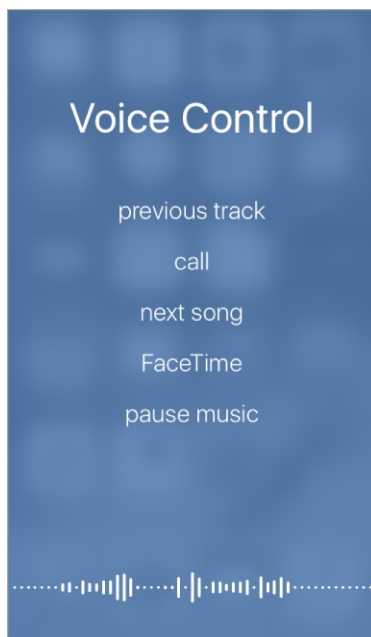 Voice Control
previous track
call
next song
FaceTime
pause music